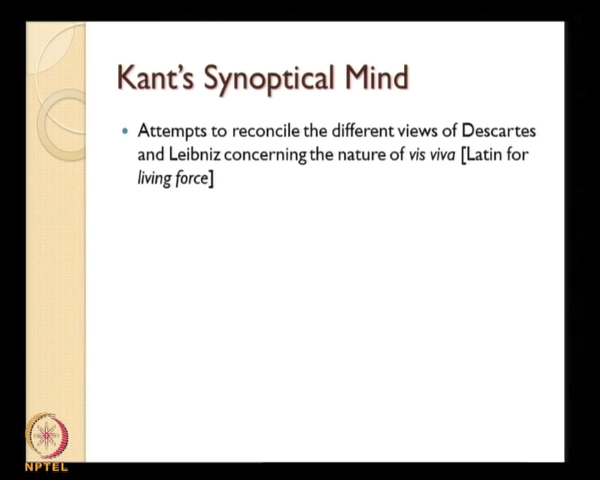 Kant's Synoptical Mind
• Attempts to reconcile the different views of Descartes
and Leibniz concerning the nature of vis viva [Latin for
living force]
NPTEL